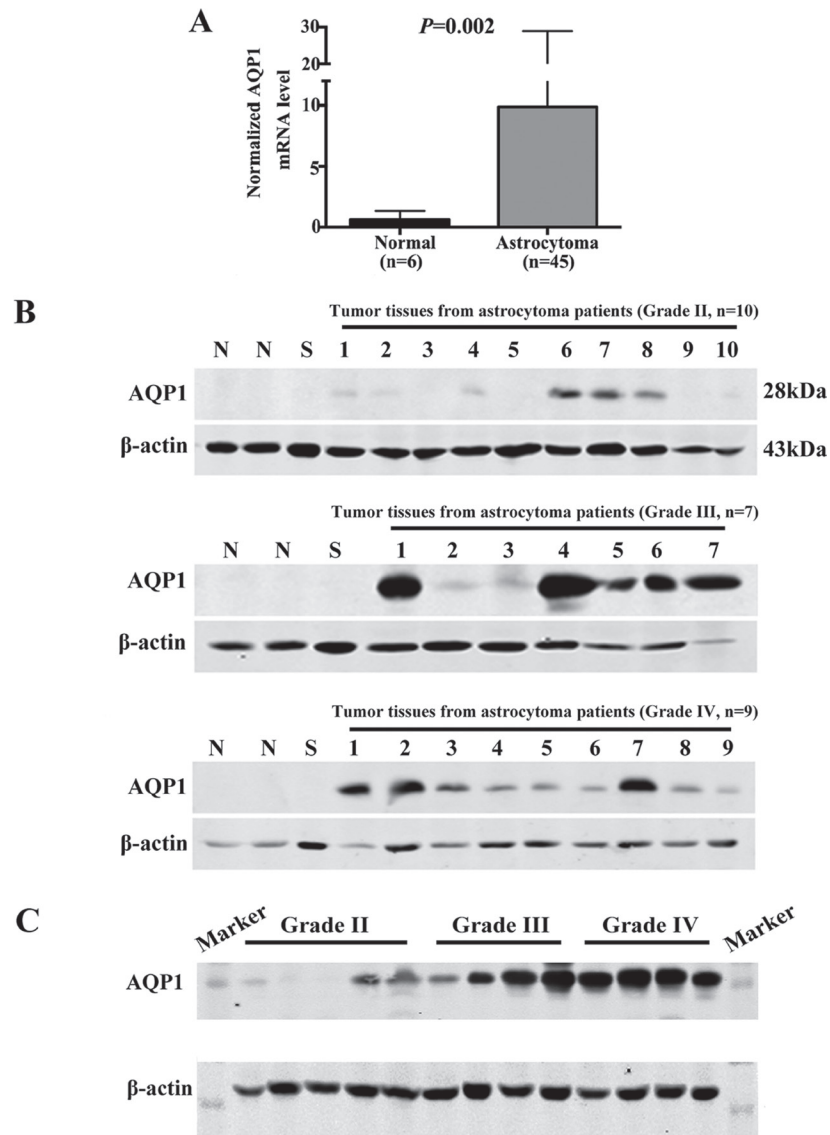 A
Normalized AQP1
mRNA level
30
20
10
5
0
P=0.002
Normal
(n=6)
Astrocytoma
(n=45)
B
Tumor tissues from astrocytoma patients (Grade II, n=10)
N N S 1 2 3 4 5 6 7 8 9 10
AQP1 28kDa
β-actin 43kDa
Tumor tissues from astrocytoma patients (Grade III, n=7)
N N S 1 2 3 4 5 6 7
AQP1
β-actin
Tumor tissues from astrocytoma patients (Grade IV, n=9)
N N S 1 2 3 4 5 6 7 8 9
AQP1
β-actin
C
Marker Grade II Grade III Grade IV Marker
AQP1
β-actin